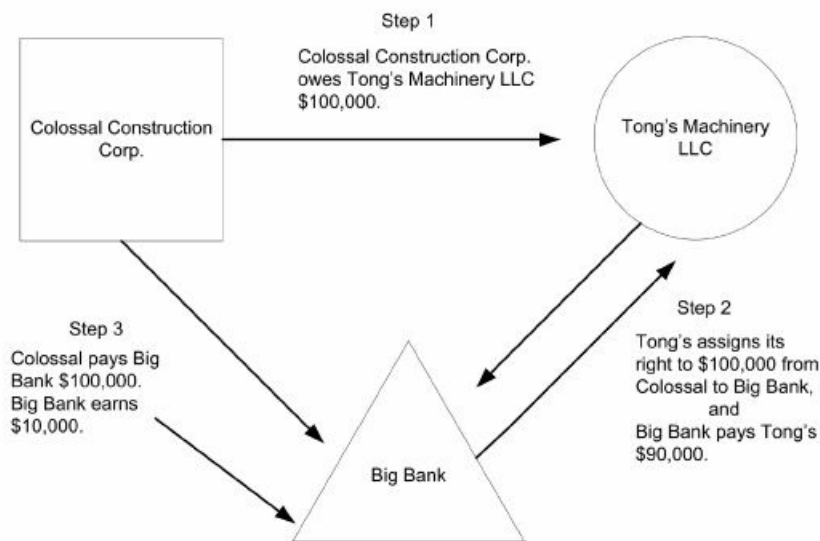 Step 1
Colossal Construction Corp.
owes Tong's Machinery LLC
$100,000.
Colossal Construction
Corp.
Tong's Machinery
LLC
Step 2
Tong's assigns its
right to $100,000 from
Colossal to Big Bank,
and
Big Bank pays Tong's
$90,000.
Step 3
Colossal pays Big
Bank $100,000.
Big Bank earns
$10,000.
Big Bank